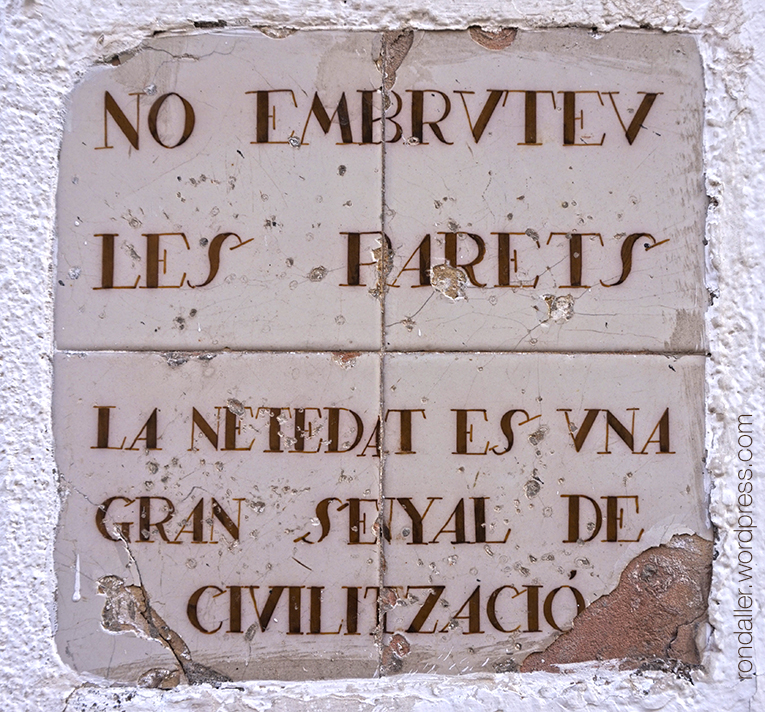 NO EMBRVTEV
LES PARETS
LA NETEDAT ES VNA
GRAN SENYAL DE
CIVILITZACIÓ
rondaller.wordpress.com